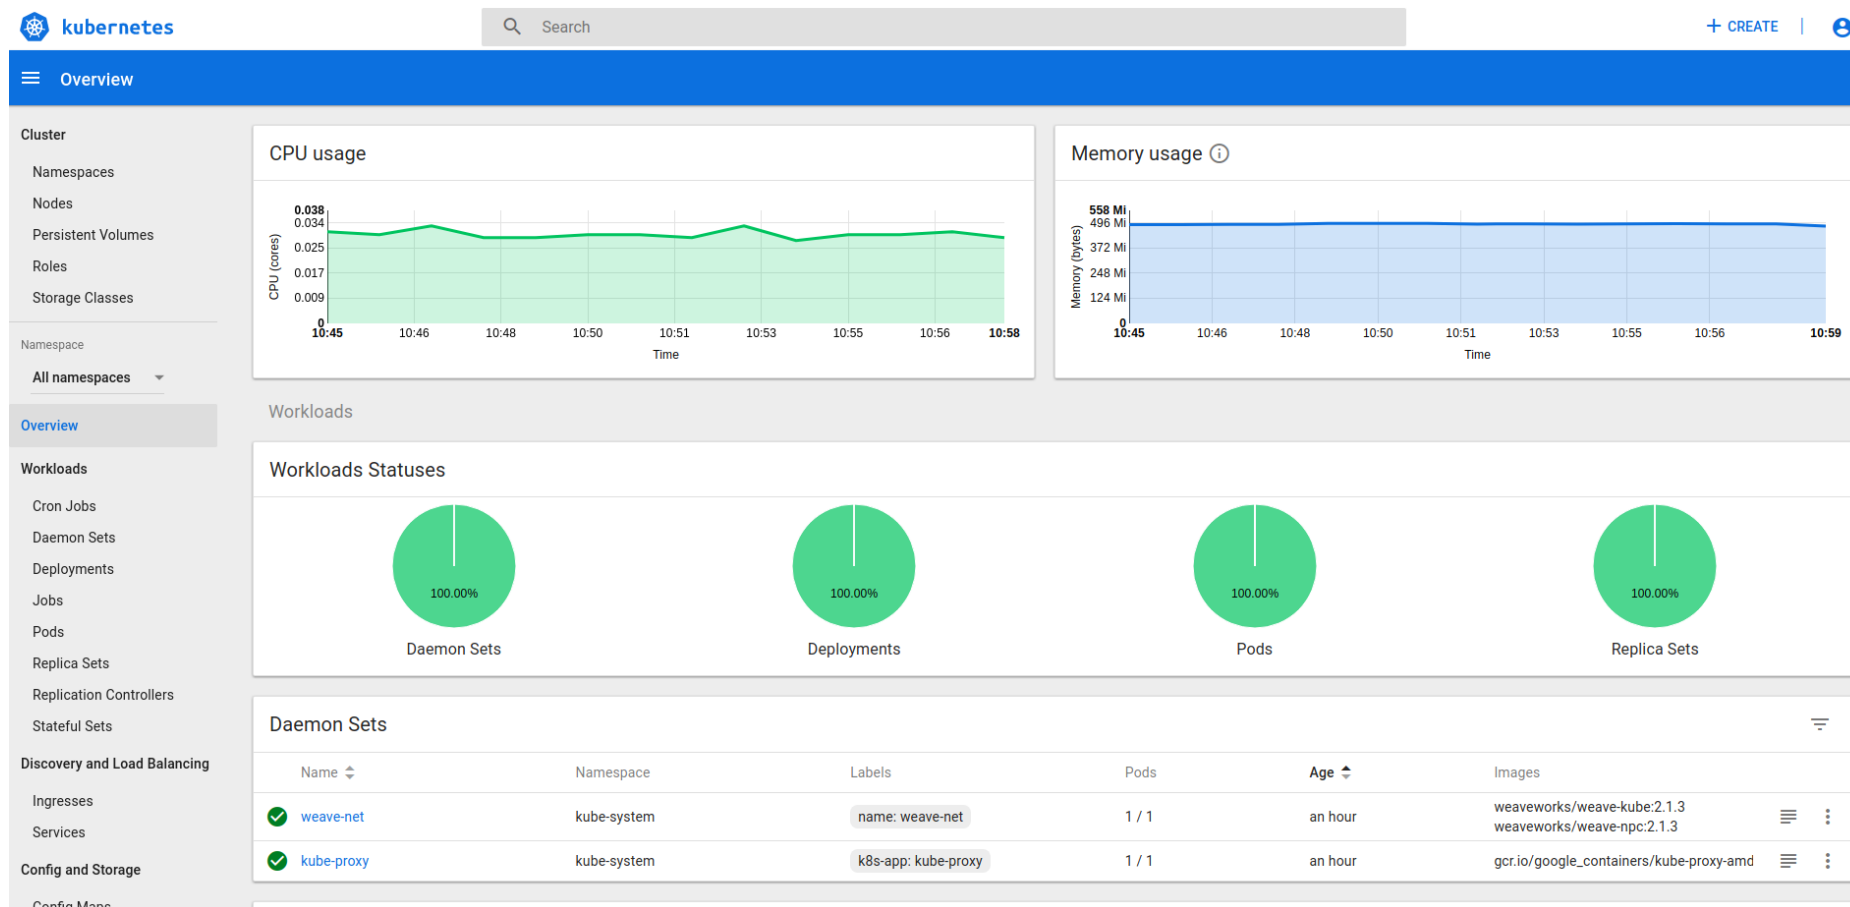 kubernetes
Search
+ CREATE
Overview
Cluster
Namespaces
Nodes
Persistent Volumes
Roles
Storage Classes
Namespace
All namespaces
Overview
Workloads
Cron Jobs
Daemon Sets
Deployments
Jobs
Pods
Replica Sets
Replication Controllers
Stateful Sets
Discovery and Load Balancing
Ingresses
Services
Config and Storage
Config Maps
CPU usage
CPU (cores)
0.038
0.034
0.025
0.017
0.009
0
10:45 10:46 10:48 10:50 10:51 10:53 10:55 10:56 10:58
Time
Memory usage
Memory (bytes)
558 Mi
496 Mi
372 Mi
248 Mi
124 Mi
0
10:45 10:46 10:48 10:50 10:51 10:53 10:55 10:56 10:59
Time
Workloads
Workloads Statuses
100.00% 100.00% 100.00% 100.00%
Daemon Sets Deployments Pods Replica Sets
Daemon Sets
Name Namespace Labels Pods Age Images
weave-net kube-system name: weave-net 1 / 1 an hour weaveworks/weave-kube:2.1.3
weaveworks/weave-npc:2.1.3
kube-proxy kube-system k8s-app: kube-proxy 1 / 1 an hour gcr.io/google_containers/kube-proxy-amd